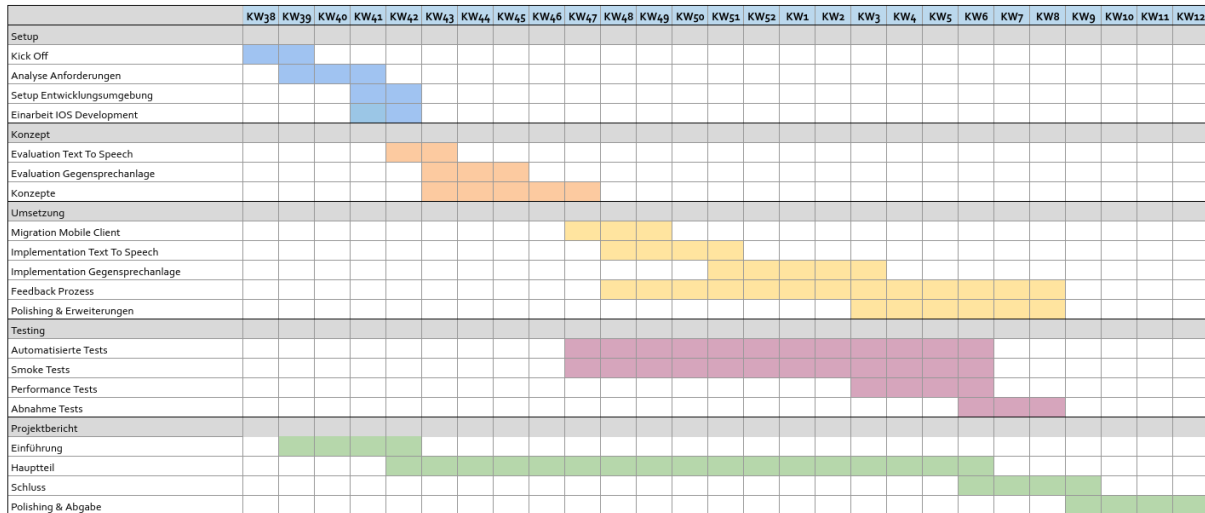 KW38 KW39 KW40 KW41 KW42 KW43 KW44 KW45 KW46 KW47 KW48 KW49 KW50 KW51 KW52 KW1 KW2 KW3 KW4 KW5 KW6 KW7 KW8 KW9 KW10 KW11 KW12
Setup
Kick Off
Analyse Anforderungen
Setup Entwicklungsumgebung
Einarbeit IOS Development
Konzept
Evaluation Text To Speech
Evaluation Gegensprechanlage
Konzepte
Umsetzung
Migration Mobile Client
Implementation Text To Speech
Implementation Gegensprechanlage
Feedback Prozess
Polishing & Erweiterungen
Testing
Automatisierte Tests
Smoke Tests
Performance Tests
Abnahme Tests
Projektbericht
Einführung
Hauptteil
Schluss
Polishing & Abgabe